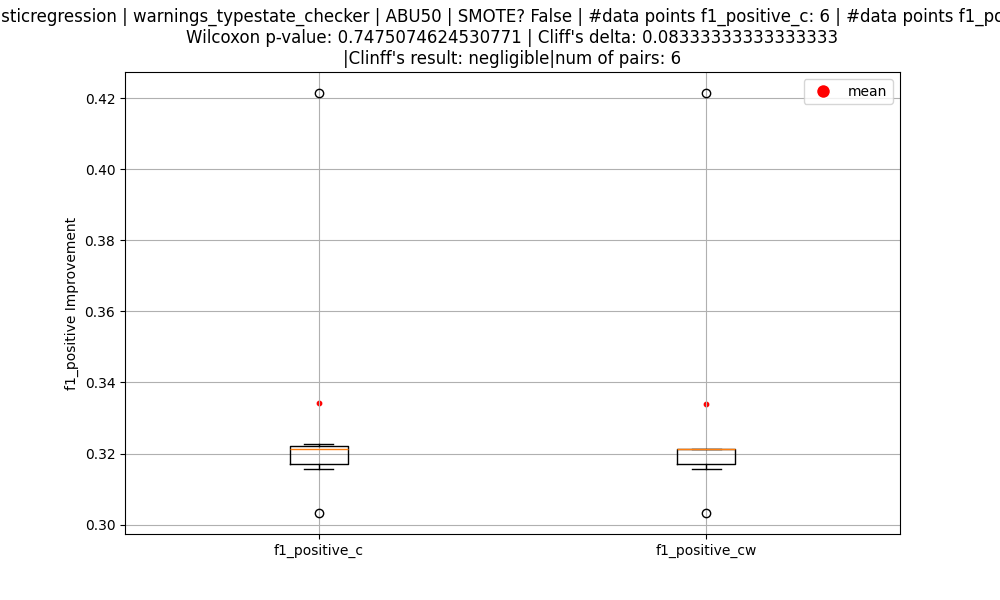 sticregression | warnings_typestate_checker | ABU50 | SMOTE? False | #data points f1_positive_c: 6 | #data points f1_po
Wilcoxon p-value: 0.7475074624530771 | Cliff's delta: 0.08333333333333333
|Clinff's result: negligible|num of pairs: 6
mean
0.42
0.40
0.38
0.36
0.34
0.32
0.30
f1_positive Improvement
f1_positive_c
f1_positive_cw